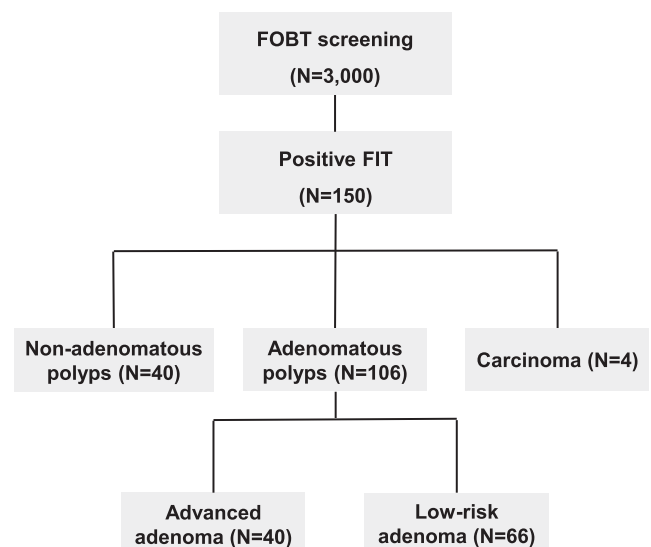 FOBT screening
(N=3,000)
Positive FIT
(N=150)
Non-adenomatous
polyps (N=40)
Adenomatous
polyps (N=106)
Carcinoma (N=4)
Advanced
adenoma (N=40)
Low-risk
adenoma (N=66)